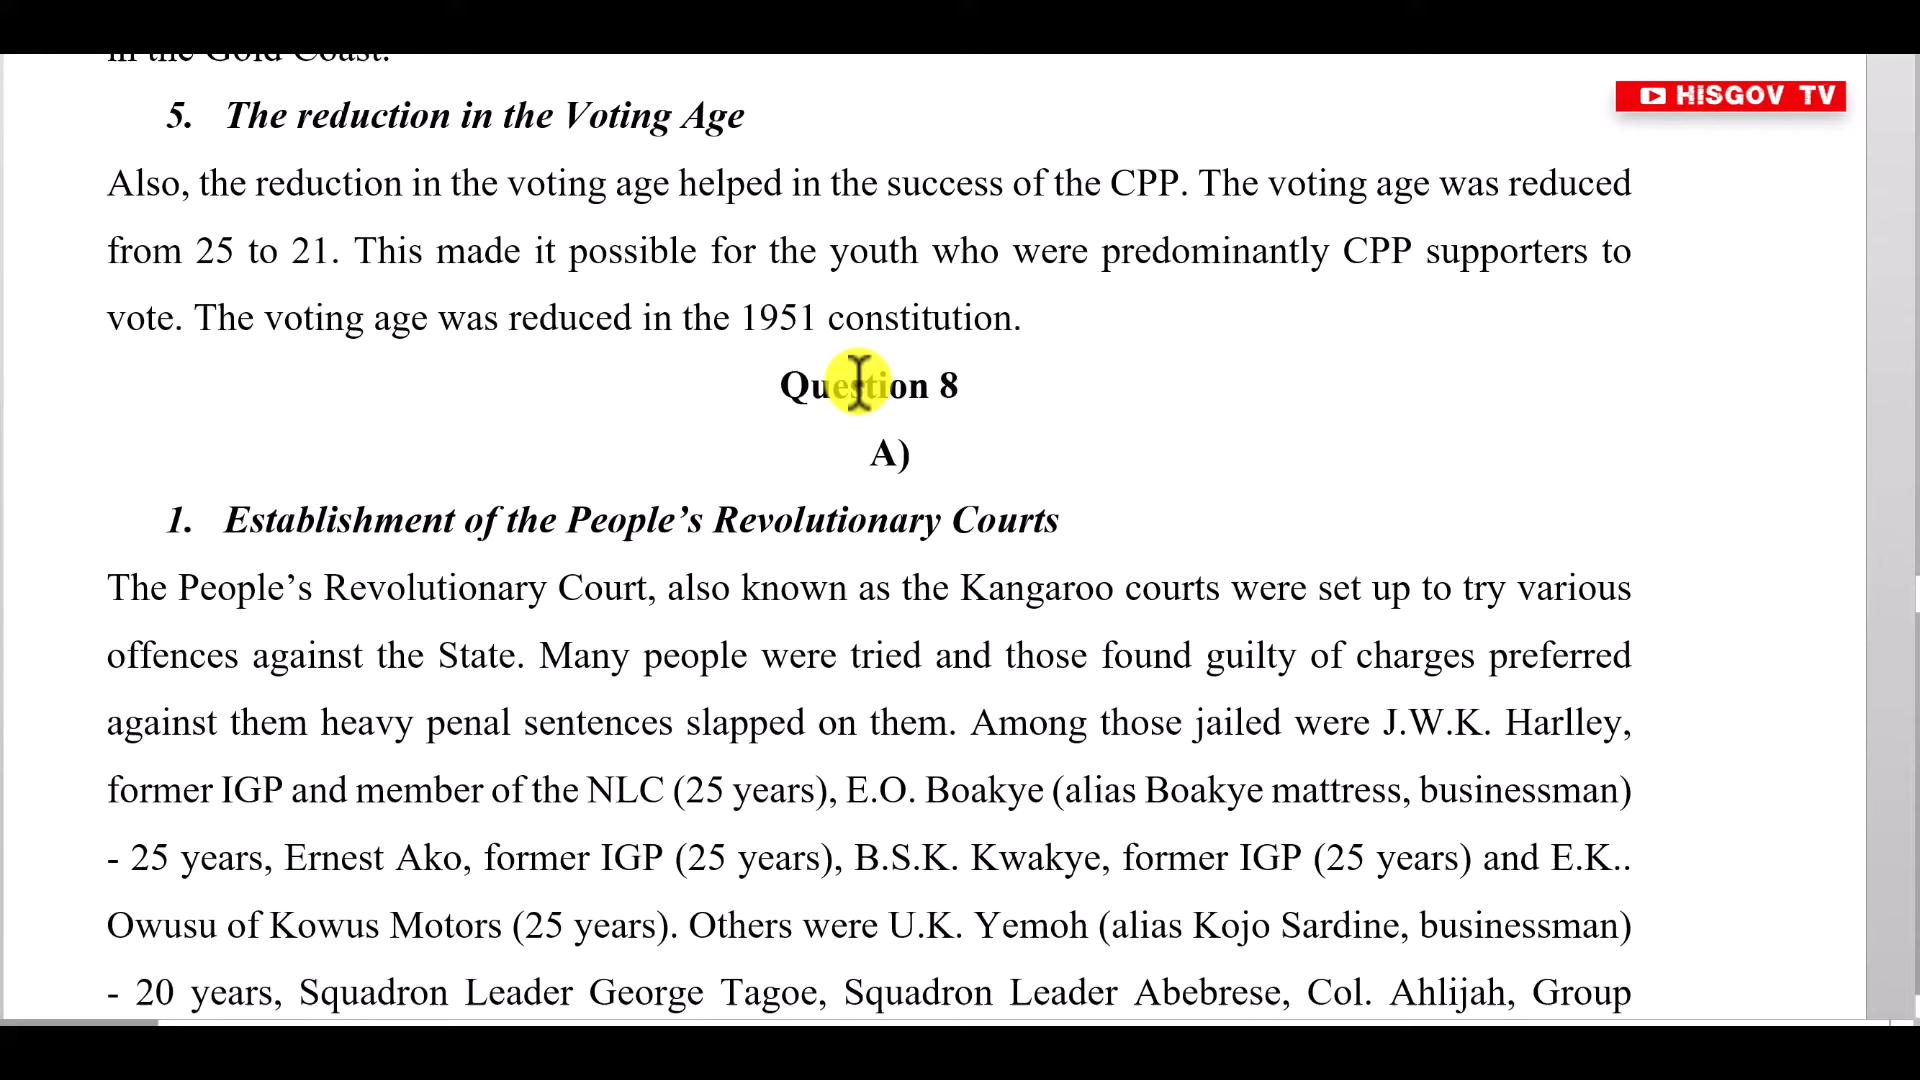 in the Gold Coast.
HISGOV TV
5. The reduction in the Voting Age
Also, the reduction in the voting age helped in the success of the CPP. The voting age was reduced
from 25 to 21. This made it possible for the youth who were predominantly CPP supporters to
vote. The voting age was reduced in the 1951 constitution.
Question 8
A)
1. Establishment of the People’s Revolutionary Courts
The People’s Revolutionary Court, also known as the Kangaroo courts were set up to try various
offences against the State. Many people were tried and those found guilty of charges preferred
against them heavy penal sentences slapped on them. Among those jailed were J.W.K. Harlley,
former IGP and member of the NLC (25 years), E.O. Boakye (alias Boakye mattress, businessman)
- 25 years, Ernest Ako, former IGP (25 years), B.S.K. Kwakye, former IGP (25 years) and E.K..
Owusu of Kowus Motors (25 years). Others were U.K. Yemoh (alias Kojo Sardine, businessman)
- 20 years, Squadron Leader George Tagoe, Squadron Leader Abebrese, Col. Ahlijah, Group